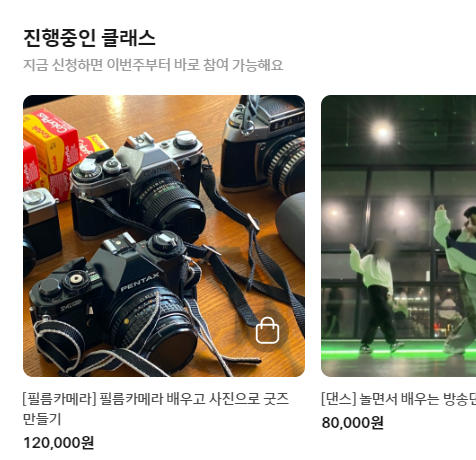 진행중인 클래스
지금 신청하면 이번주부터 바로 참여 가능해요
ColorPlus
Kodak
PENTAX
[필름카메라] 필름카메라 배우고 사진으로 굿즈
만들기
120,000원
[댄스] 놀면서 배우는 방송
80,000원